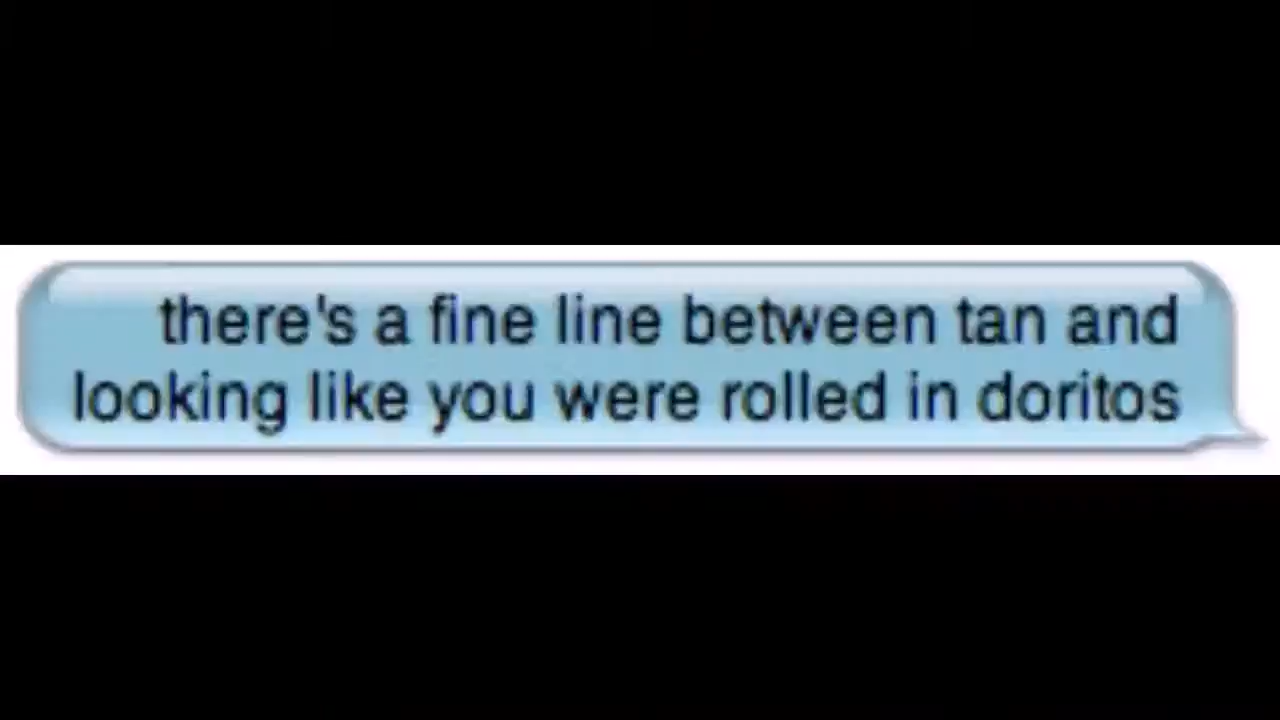 there's a fine line between tan and
looking like you were rolled in doritos